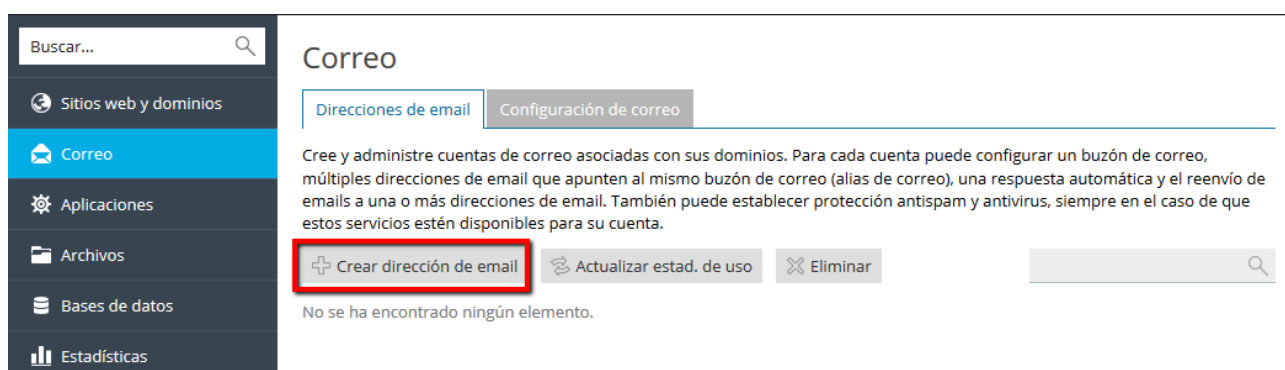 Buscar...
Sitios web y dominios
Correo
Aplicaciones
Archivos
Bases de datos
Estadísticas
Correo
Direcciones de email
Configuración de correo
Cree y administre cuentas de correo asociadas con sus dominios. Para cada cuenta puede configurar un buzón de correo,
múltiples direcciones de email que apunten al mismo buzón de correo (alias de correo), una respuesta automática y el reenvío de
emails a una o más direcciones de email. También puede establecer protección antispam y antivirus, siempre en el caso de que
estos servicios estén disponibles para su cuenta.
Crear dirección de email
Actualizar estad. de uso
Eliminar
No se ha encontrado ningún elemento.